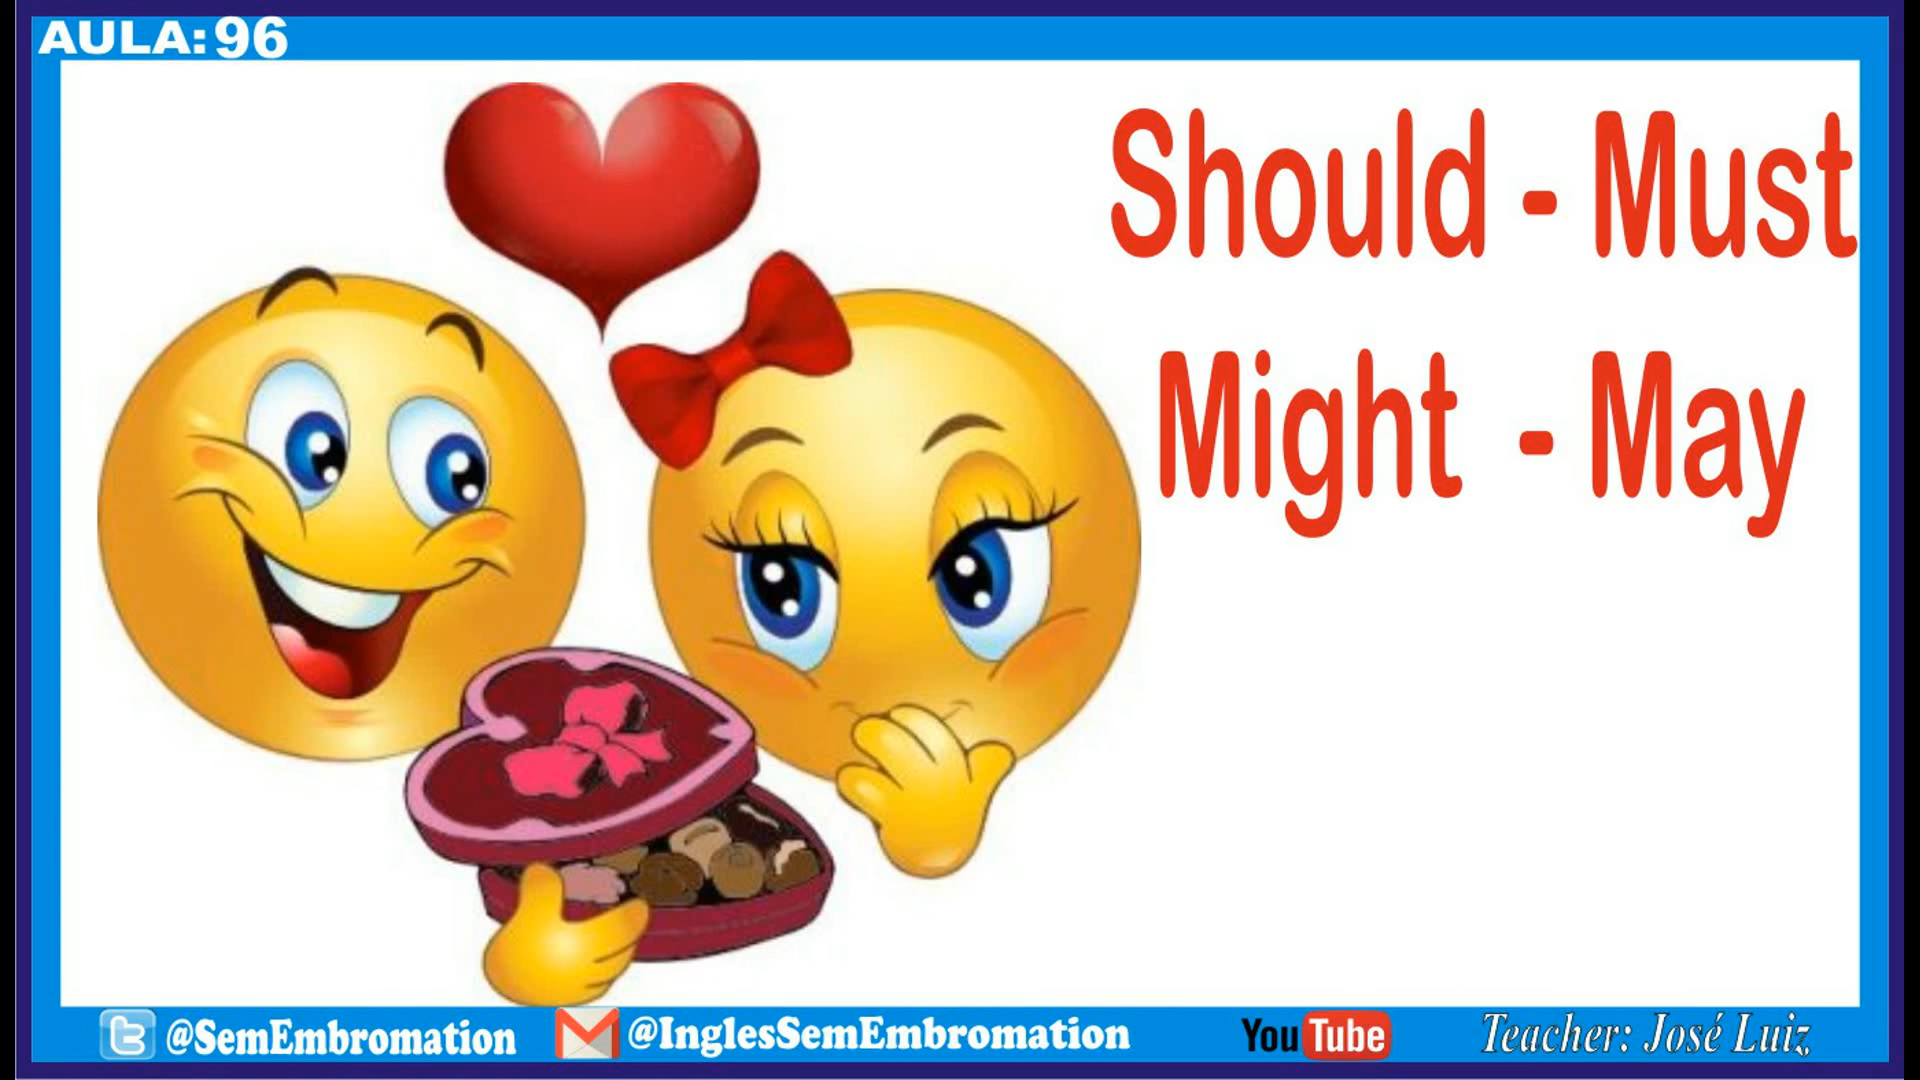 AULA: 96
Should - Must
Might - May
@SemEmbromation
@InglesSemEmbromation
YouTube
Teacher: José Luiz